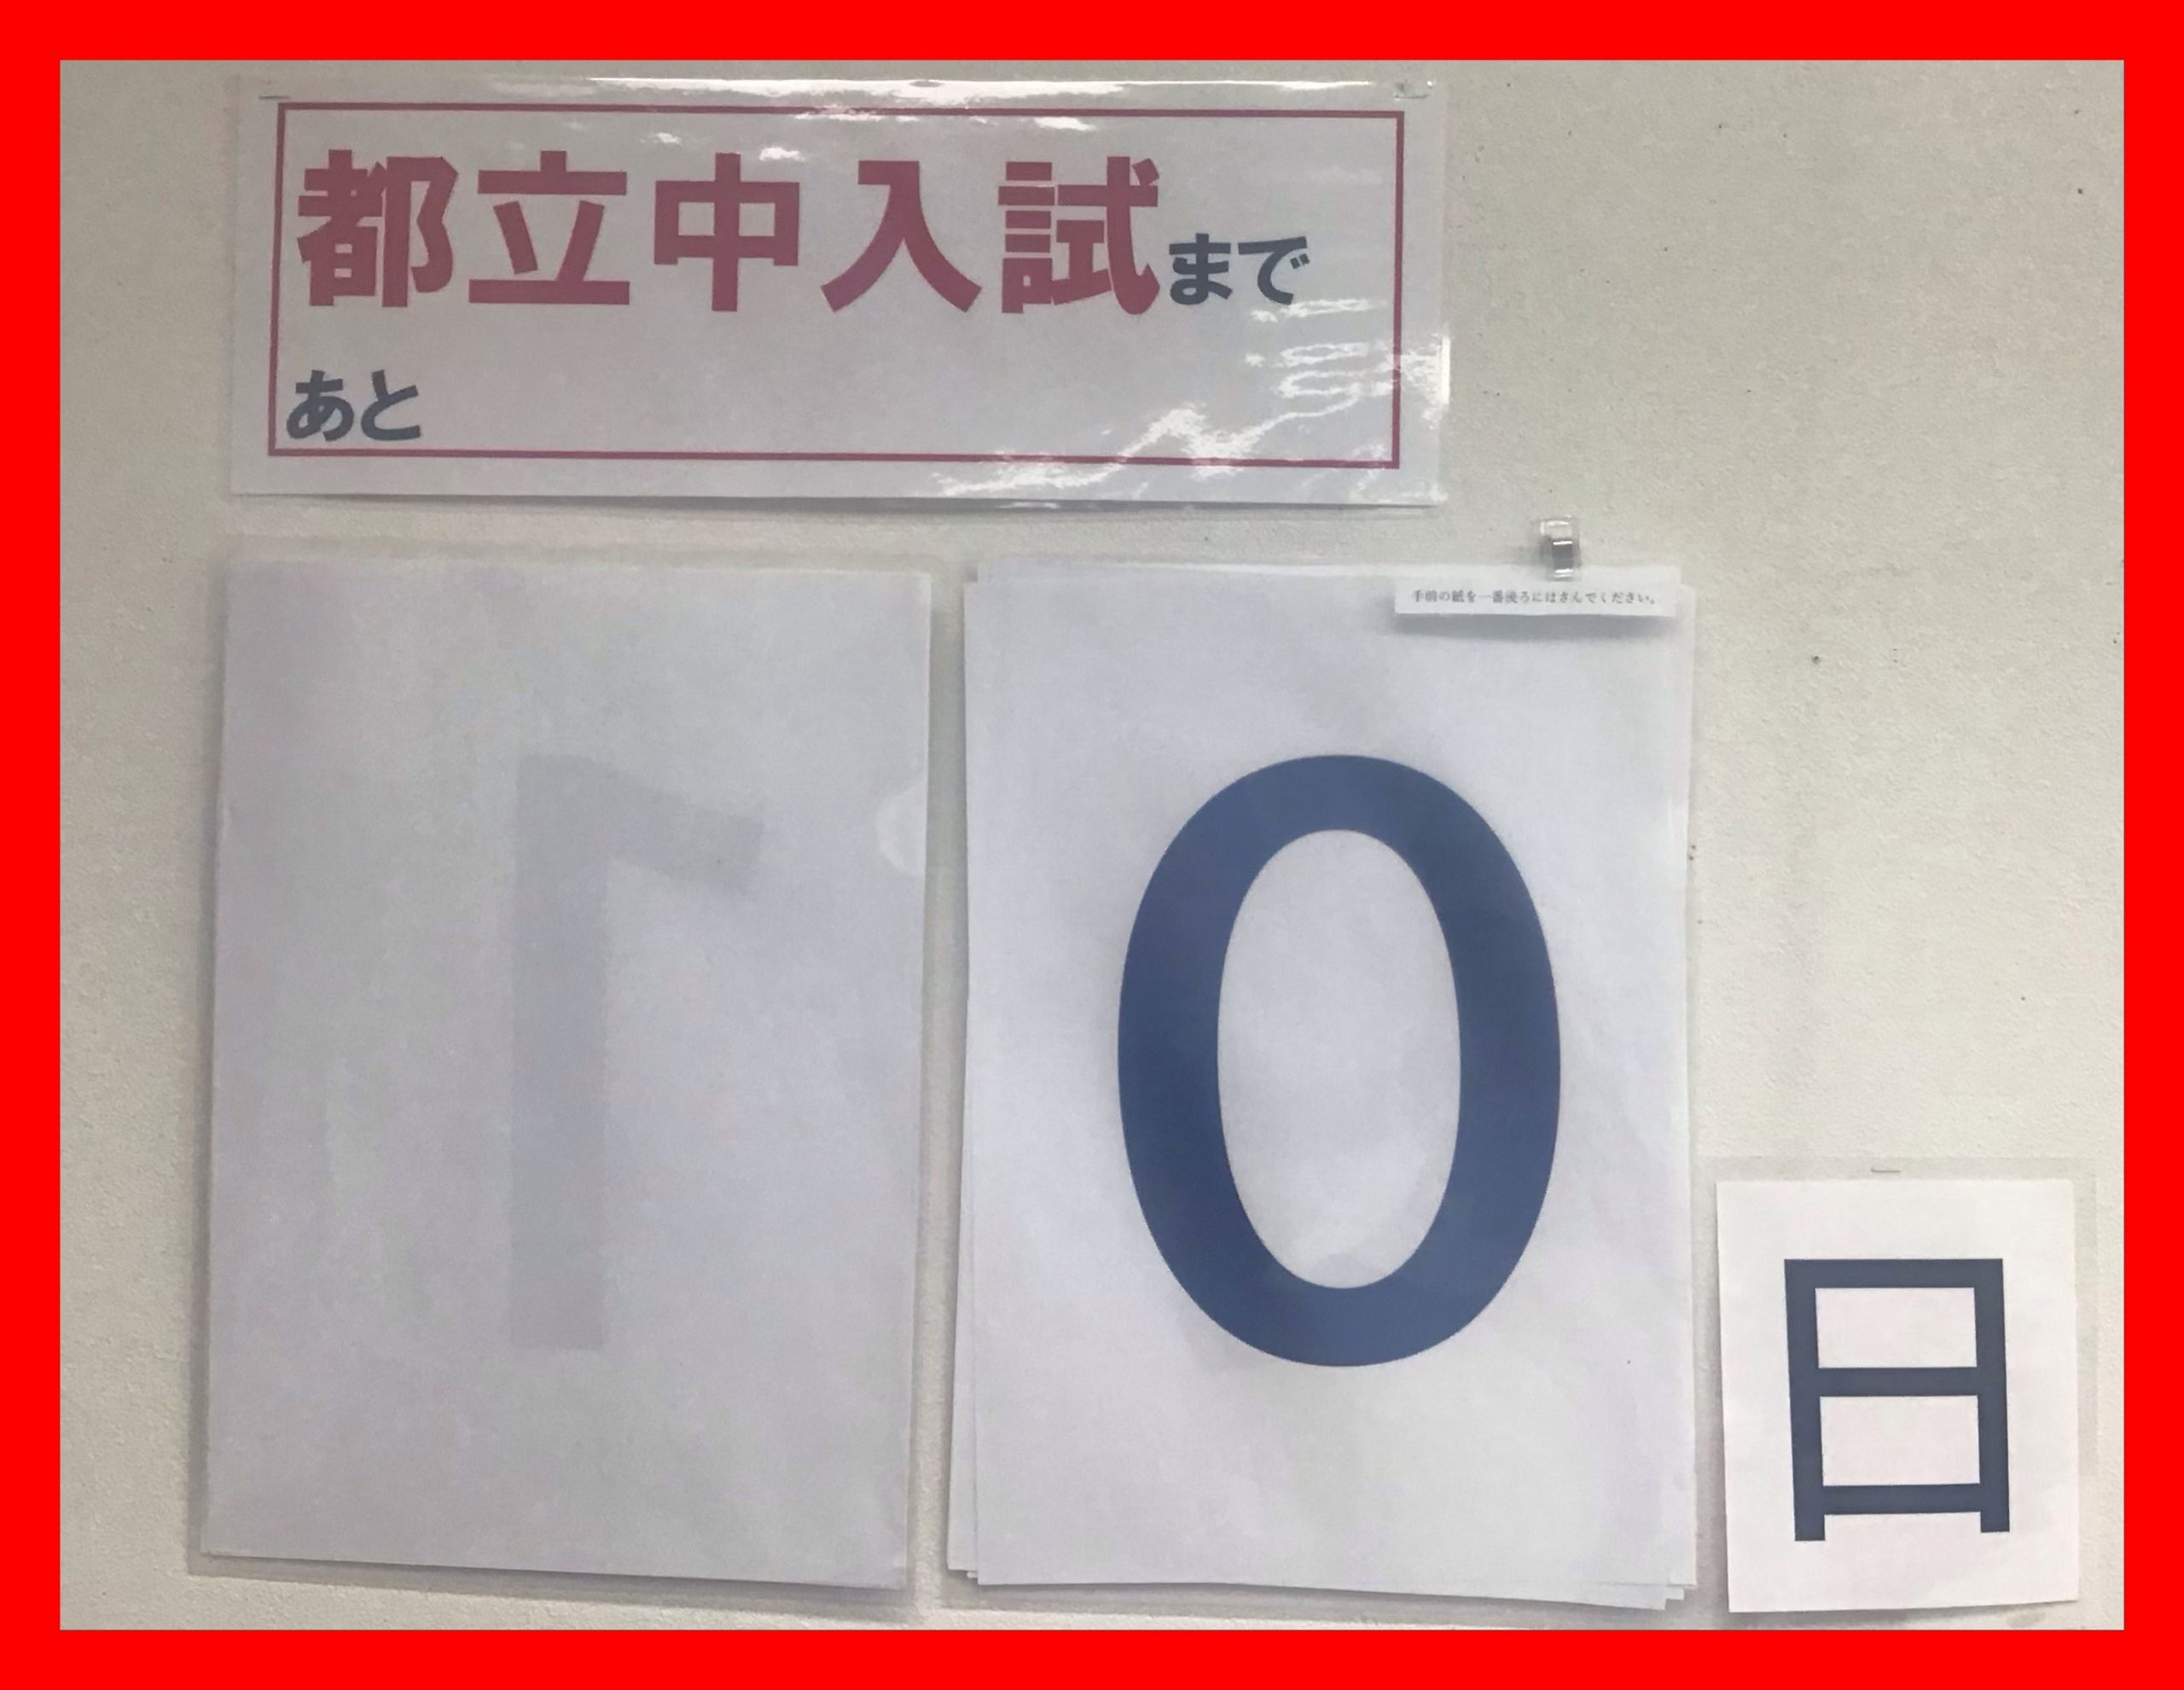 都立中入試まで
あと
手前の紙を一番後ろにはさんでください。
1
0
日